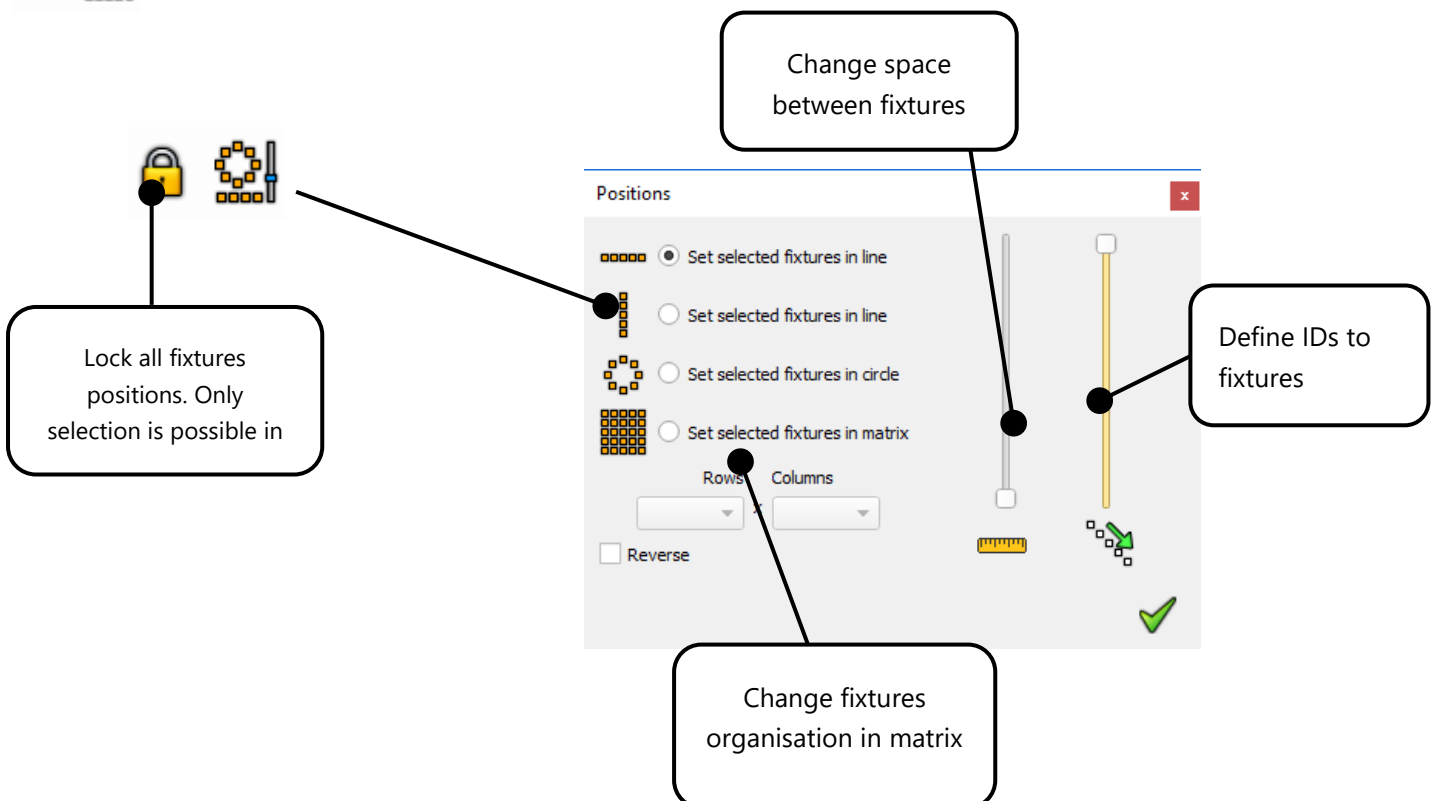 Change space
between fixtures
Positions
x
Set selected fixtures in line
Set selected fixtures in line
Set selected fixtures in circle
Set selected fixtures in matrix
Rows Columns
x
Reverse
Define IDs to
fixtures
Lock all fixtures
positions. Only
selection is possible in
Change fixtures
organisation in matrix